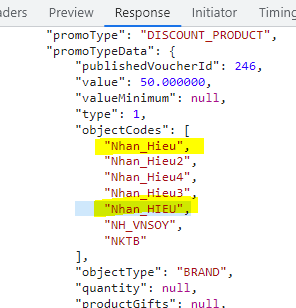 aders Preview Response Initiator Timing
"promoType": "DISCOUNT_PRODUCT",
"promoTypeData": {
"publishedVoucherId": 246,
"value": 50.000000,
"valueMinimum": null,
"type": 1,
"objectCodes": [
"Nhan_Hieu",
"Nhan_Hieu2",
"Nhan_Hieu4",
"Nhan_Hieu3",
"Nhan_HIEU",
"NH_VNSOY",
"NKTB"
],
"objectType": "BRAND",
"quantity": null,
"productGifts": null,